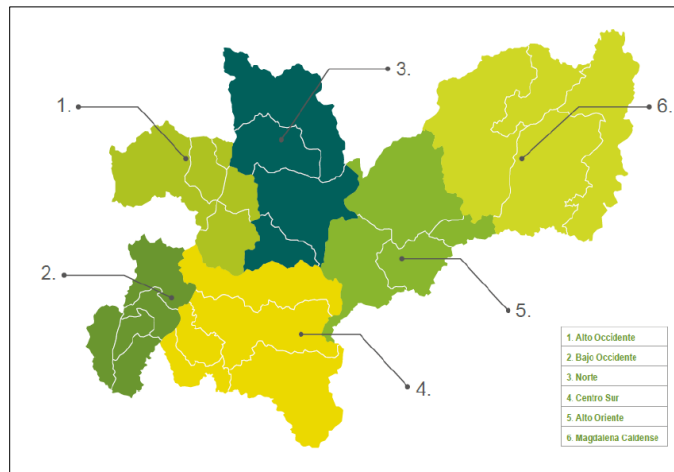 3.
1.
6.
2.
5.
4.
1. Alto Occidente
2. Bajo Occidente
3. Norte
4. Centro Sur
5. Alto Oriente
6. Magdalena Caldense